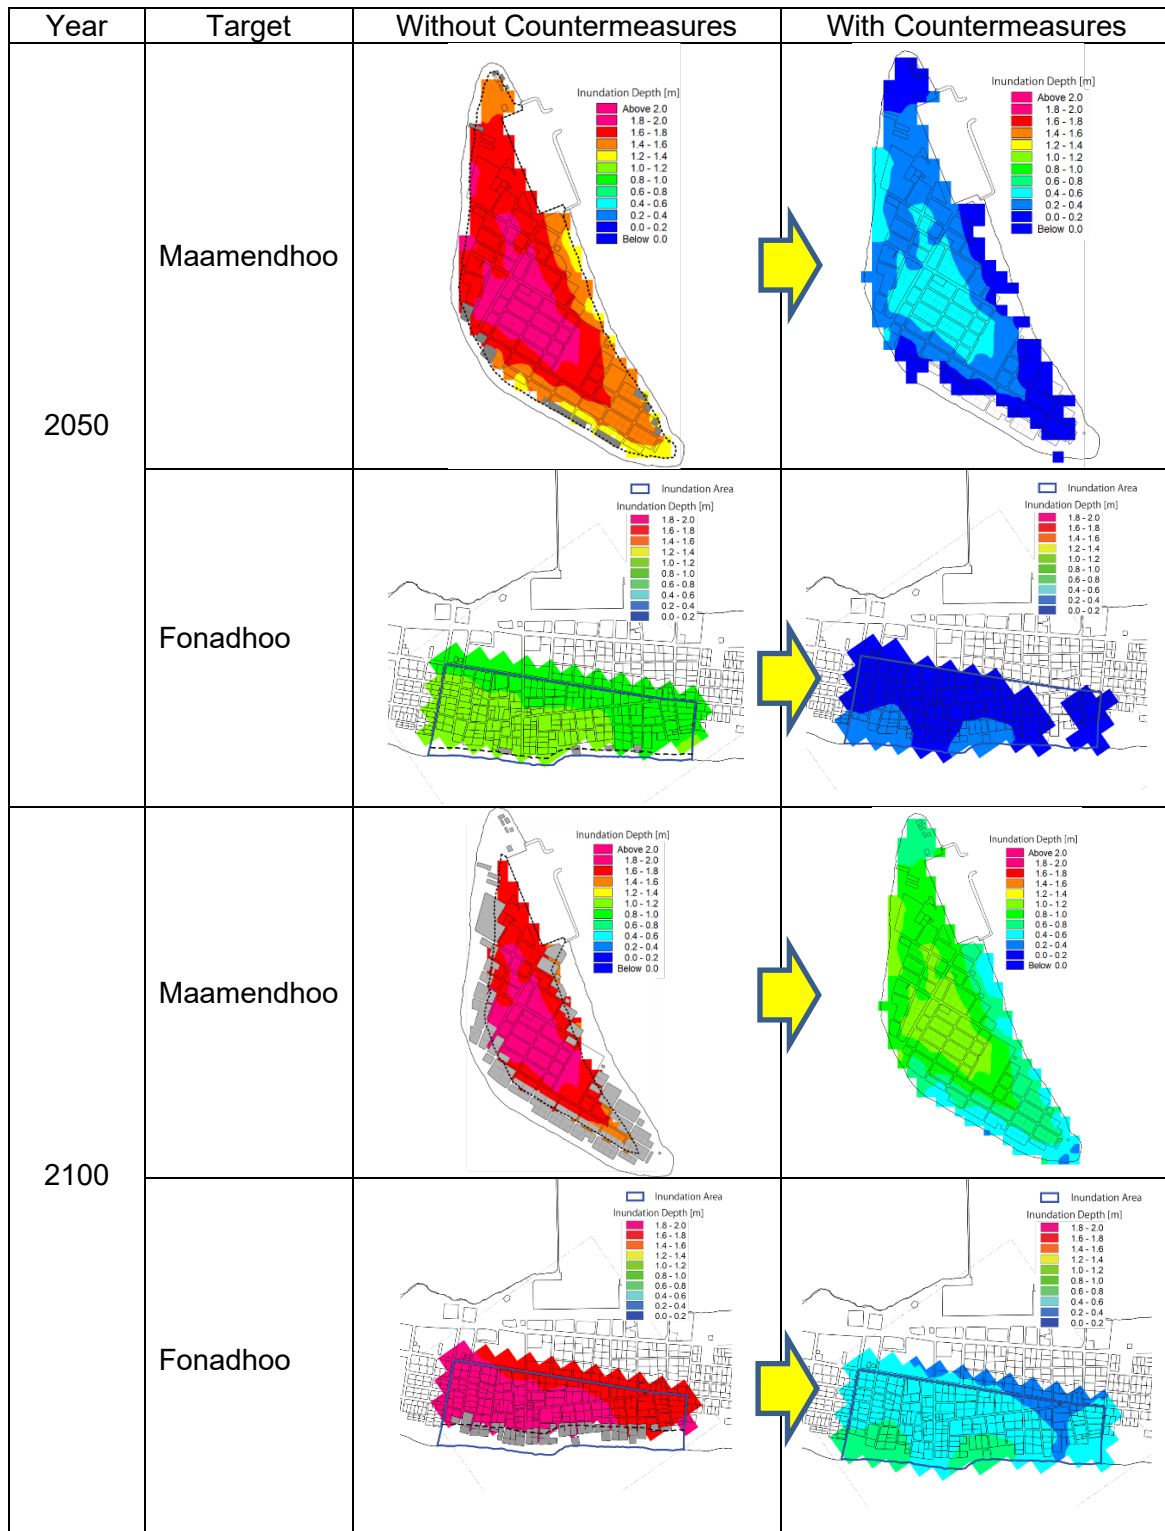 Year Target Without Countermeasures With Countermeasures
2050
Maamendhoo
Inundation Depth [m]
Above 2.0
1.8 - 2.0
1.6 - 1.8
1.4 - 1.6
1.2 - 1.4
1.0 - 1.2
0.8 - 1.0
0.6 - 0.8
0.4 - 0.6
0.2 - 0.4
0.0 - 0.2
Below 0.0
Inundation Depth [m]
Above 2.0
1.8 - 2.0
1.6 - 1.8
1.4 - 1.6
1.2 - 1.4
1.0 - 1.2
0.8 - 1.0
0.6 - 0.8
0.4 - 0.6
0.2 - 0.4
0.0 - 0.2
Below 0.0
Fonadhoo
Inundation Area
Inundation Depth [m]
1.8 - 2.0
1.6 - 1.8
1.4 - 1.6
1.2 - 1.4
1.0 - 1.2
0.8 - 1.0
0.6 - 0.8
0.4 - 0.6
0.2 - 0.4
0.0 - 0.2
Inundation Area
Inundation Depth [m]
1.8 - 2.0
1.6 - 1.8
1.4 - 1.6
1.2 - 1.4
1.0 - 1.2
0.8 - 1.0
0.6 - 0.8
0.4 - 0.6
0.2 - 0.4
0.0 - 0.2
2100
Maamendhoo
Inundation Depth [m]
Above 2.0
1.8 - 2.0
1.6 - 1.8
1.4 - 1.6
1.2 - 1.4
1.0 - 1.2
0.8 - 1.0
0.6 - 0.8
0.4 - 0.6
0.2 - 0.4
0.0 - 0.2
Below 0.0
Inundation Depth [m]
Above 2.0
1.8 - 2.0
1.6 - 1.8
1.4 - 1.6
1.2 - 1.4
1.0 - 1.2
0.8 - 1.0
0.6 - 0.8
0.4 - 0.6
0.2 - 0.4
0.0 - 0.2
Below 0.0
Fonadhoo
Inundation Area
Inundation Depth [m]
1.8 - 2.0
1.6 - 1.8
1.4 - 1.6
1.2 - 1.4
1.0 - 1.2
0.8 - 1.0
0.6 - 0.8
0.4 - 0.6
0.2 - 0.4
0.0 - 0.2
Inundation Area
Inundation Depth [m]
1.8 - 2.0
1.6 - 1.8
1.4 - 1.6
1.2 - 1.4
1.0 - 1.2
0.8 - 1.0
0.6 - 0.8
0.4 - 0.6
0.2 - 0.4
0.0 - 0.2